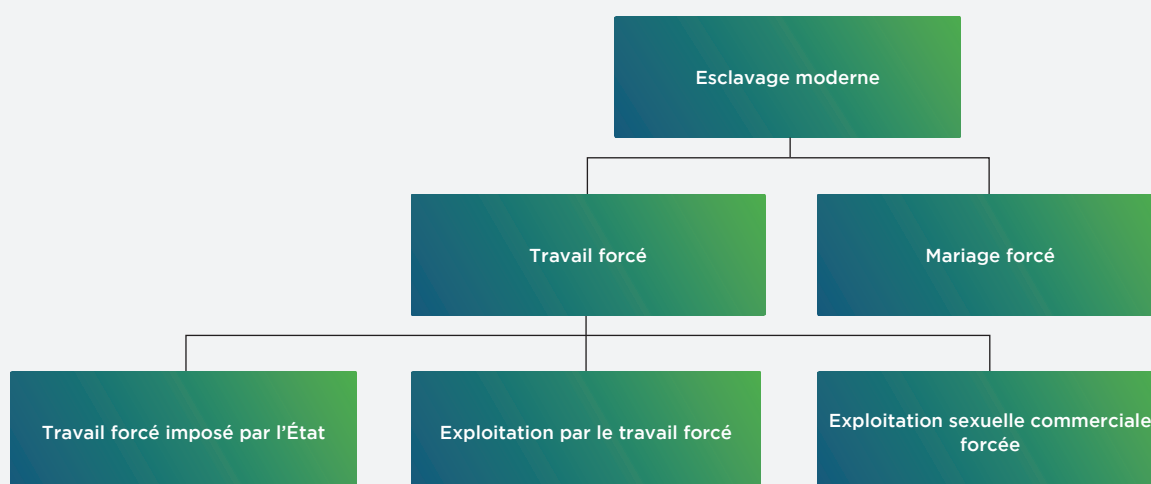 Esclavage moderne
Travail forcé
Mariage forcé
Travail forcé imposé par l’État
Exploitation par le travail forcé
Exploitation sexuelle commerciale
forcée